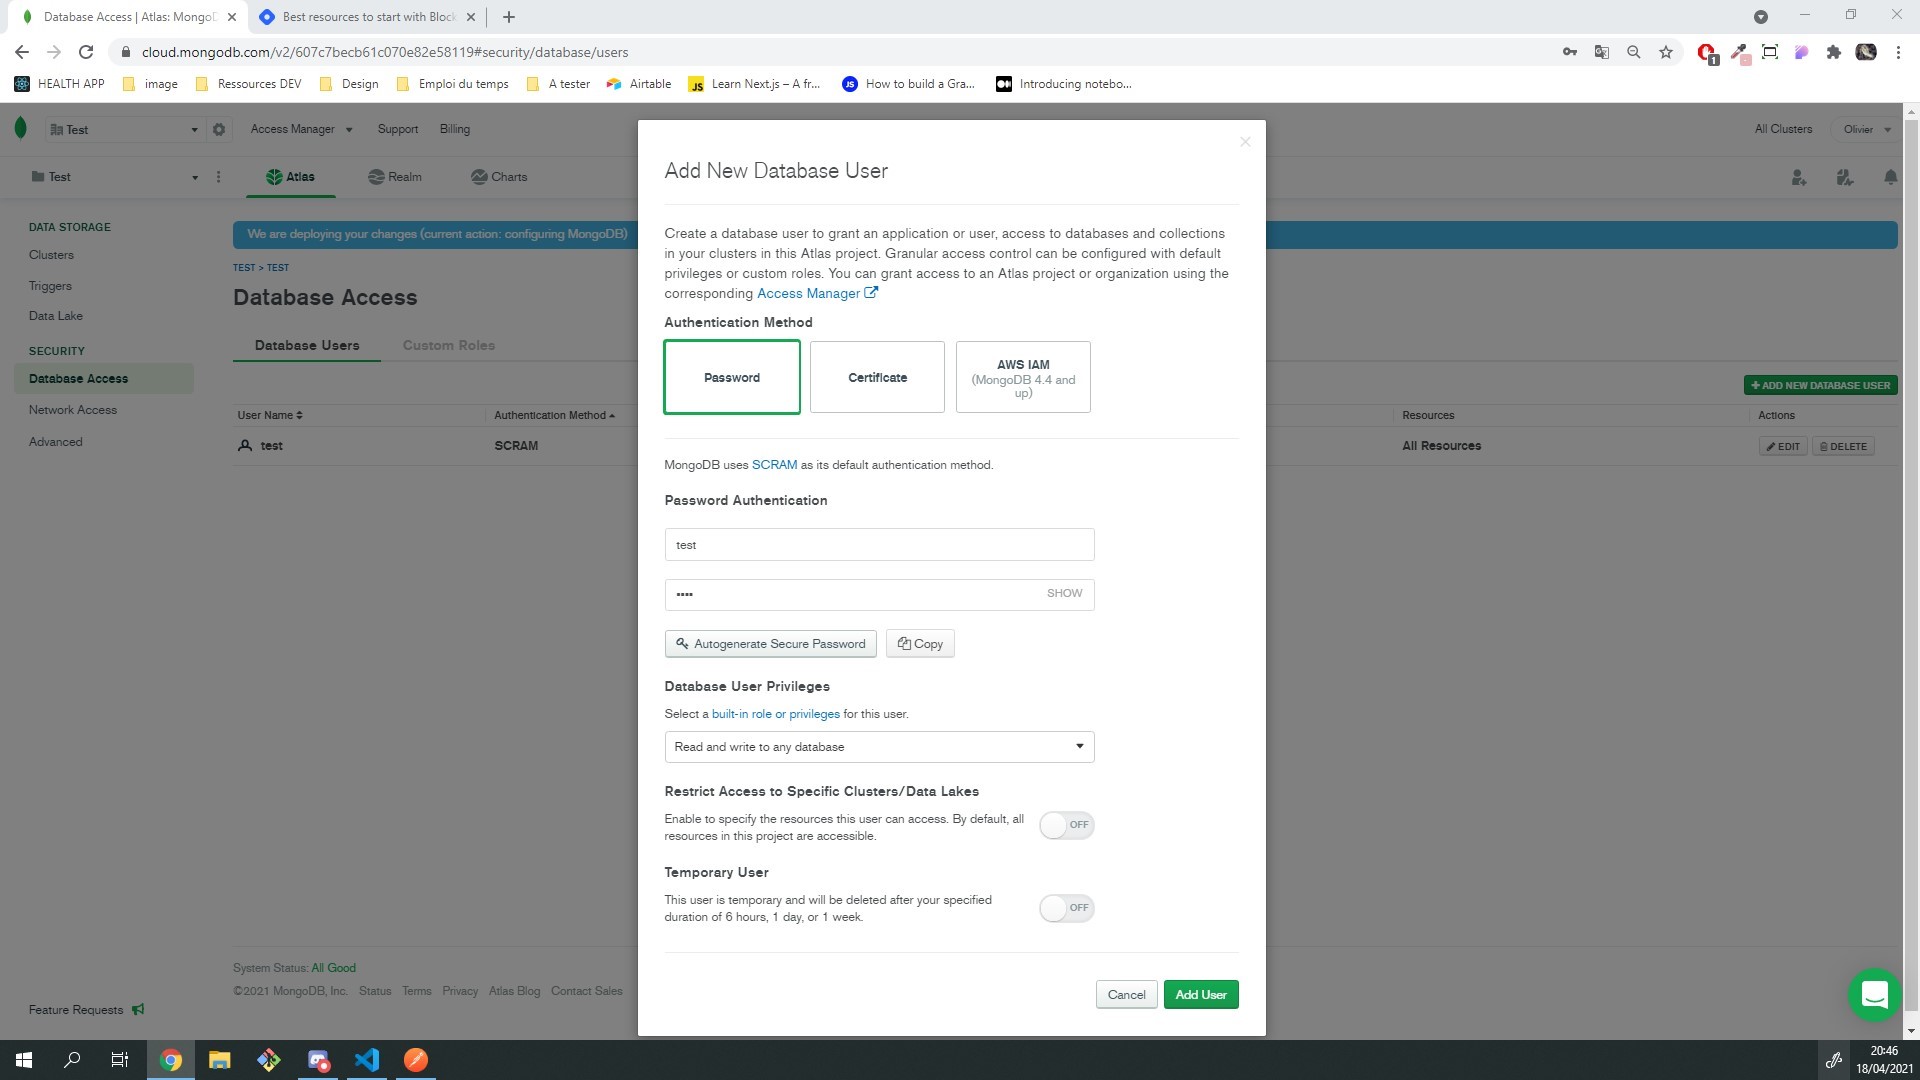 Database Access | Atlas: MongoD
Best resources to start with Block
cloud.mongodb.com/v2/607c7becb61c070e82e58119#security/database/users
1
HEALTH APP
image
Ressources DEV
Design
Emploi du temps
A tester
Airtable
JS
Learn Next.js – A fr...
JS
How to build a Gra...
Introducing notebo...
Test
Access Manager
Support
Billing
All Clusters
Olivier
Test
Atlas
Realm
Charts
DATA STORAGE
Clusters
Triggers
Data Lake
SECURITY
Database Access
Network Access
Advanced
Feature Requests
We are deploying your changes (current action: configuring MongoDB)
TEST > TEST
Database Access
Database Users
Custom Roles
+ ADD NEW DATABASE USER
User Name
Authentication Method
Resources
Actions
test
SCRAM
All Resources
EDIT
DELETE
System Status: All Good
©2021 MongoDB, Inc.
Status
Terms
Privacy
Atlas Blog
Contact Sales
Add New Database User
Create a database user to grant an application or user, access to databases and collections
in your clusters in this Atlas project. Granular access control can be configured with default
privileges or custom roles. You can grant access to an Atlas project or organization using the
corresponding Access Manager
Authentication Method
Password
Certificate
AWS IAM
(MongoDB 4.4 and
up)
MongoDB uses SCRAM as its default authentication method.
Password Authentication
test
••••
SHOW
Autogenerate Secure Password
Copy
Database User Privileges
Select a built-in role or privileges for this user.
Read and write to any database
Restrict Access to Specific Clusters/Data Lakes
Enable to specify the resources this user can access. By default, all
resources in this project are accessible.
OFF
Temporary User
This user is temporary and will be deleted after your specified
duration of 6 hours, 1 day, or 1 week.
OFF
Cancel
Add User
20:46
18/04/2021